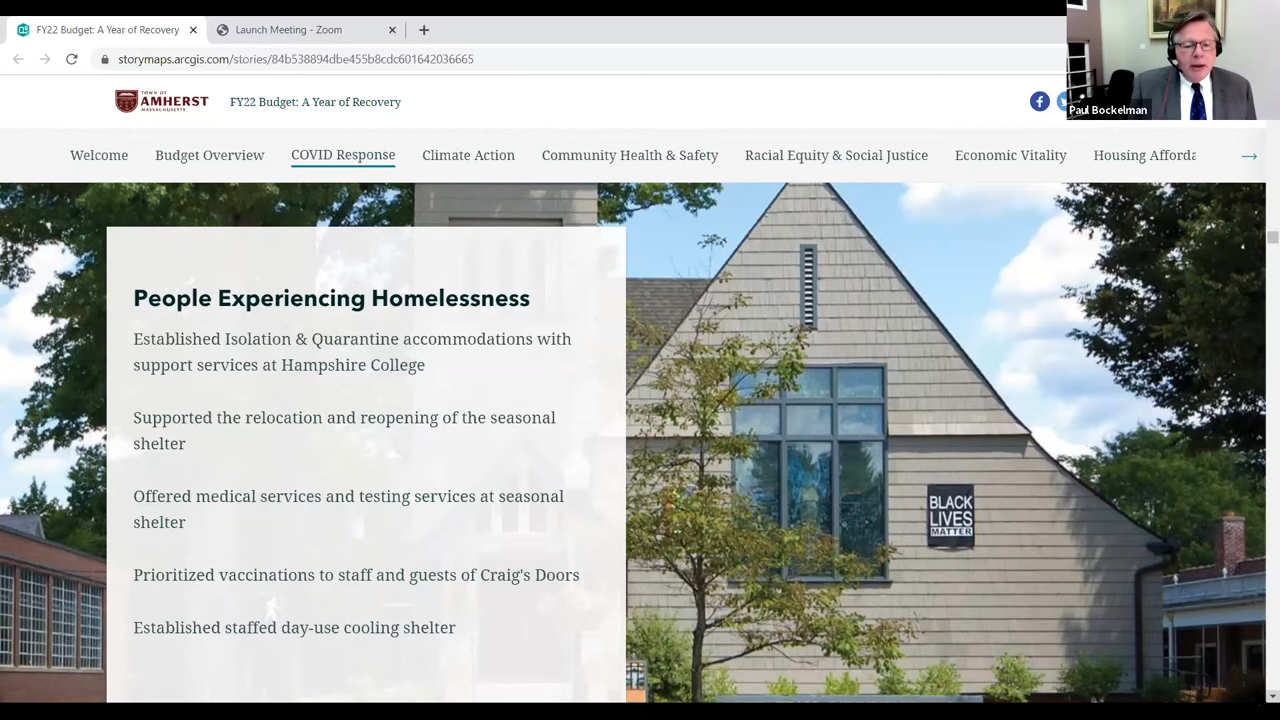 FY22 Budget: A Year of Recovery
Launch Meeting - Zoom
storymaps.arcgis.com/stories/84b538894dbe455b8cdc601642036665
Paul Bockelman
TOWN OF
AMHERST
MASSACHUSETTS
FY22 Budget: A Year of Recovery
Welcome
Budget Overview
COVID Response
Climate Action
Community Health & Safety
Racial Equity & Social Justice
Economic Vitality
Housing Afforda
People Experiencing Homelessness
Established Isolation & Quarantine accommodations with
support services at Hampshire College
Supported the relocation and reopening of the seasonal
shelter
Offered medical services and testing services at seasonal
shelter
Prioritized vaccinations to staff and guests of Craig's Doors
Established staffed day-use cooling shelter
BLACK
LIVES
MATTER